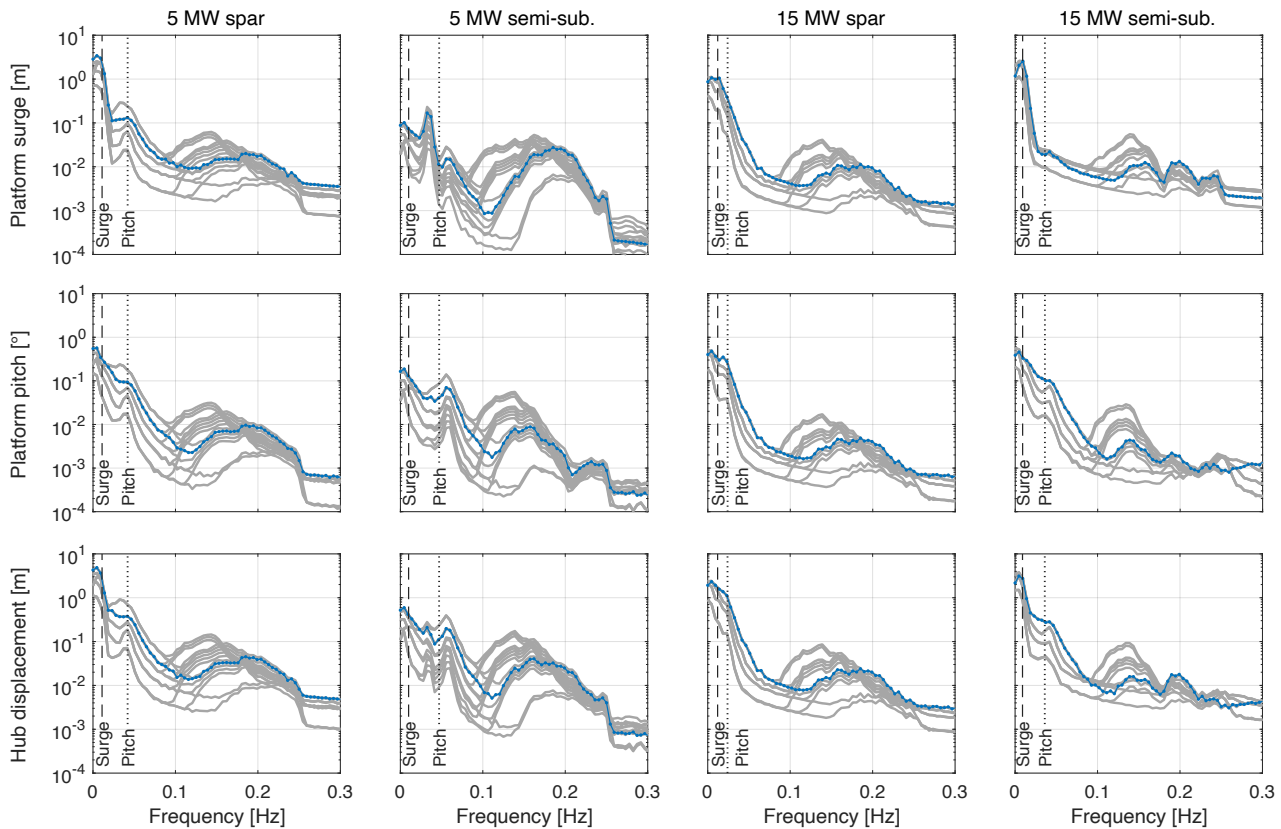 5 MW spar
5 MW semi-sub.
15 MW spar
15 MW semi-sub.
Platform surge [m]
10^1
10^0
10^-1
10^-2
10^-3
10^-4
Surge
Pitch
Surge
Pitch
Surge
Pitch
Surge
Pitch
Platform pitch [°]
10^1
10^0
10^-1
10^-2
10^-3
10^-4
Surge
Pitch
Surge
Pitch
Surge
Pitch
Surge
Pitch
Hub displacement [m]
10^1
10^0
10^-1
10^-2
10^-3
10^-4
Surge
Pitch
Surge
Pitch
Surge
Pitch
Surge
Pitch
0 0.1 0.2 0.3
0 0.1 0.2 0.3
0 0.1 0.2 0.3
0 0.1 0.2 0.3
Frequency [Hz]
Frequency [Hz]
Frequency [Hz]
Frequency [Hz]